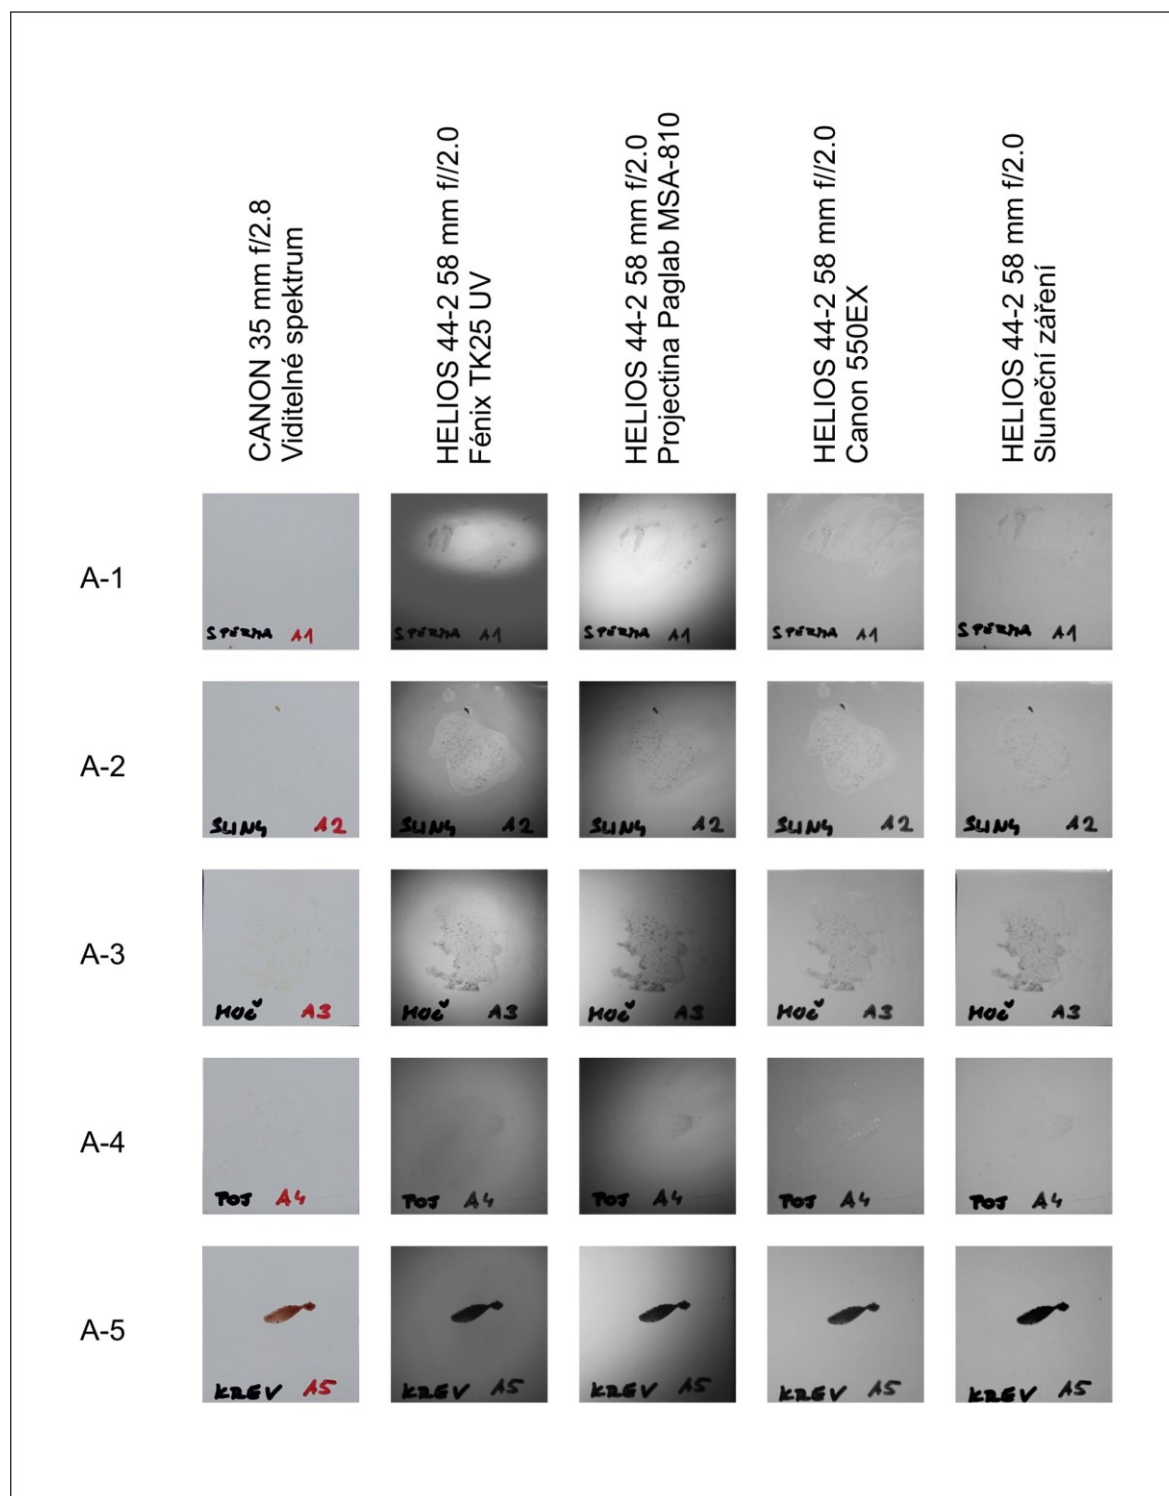 CANON 35 mm f/2.8
Viditelné spektrum
HELIOS 44-2 58 mm f//2.0
Fénix TK25 UV
HELIOS 44-2 58 mm f/2.0
Projectina Paglab MSA-810
HELIOS 44-2 58 mm f//2.0
Canon 550EX
HELIOS 44-2 58 mm f/2.0
Sluneční záření
A-1
SPERMA A1
SPERMA A1
SPERMA A1
SPERMA A1
SPERMA A1
A-2
SLINY A2
SLINY A2
SLINY A2
SLINY A2
SLINY A2
A-3
MOČ A3
MOČ A3
MOČ A3
MOČ A3
MOČ A3
A-4
POT A4
POT A4
POT A4
POT A4
POT A4
A-5
KREV A5
KREV A5
KREV A5
KREV A5
KREV A5